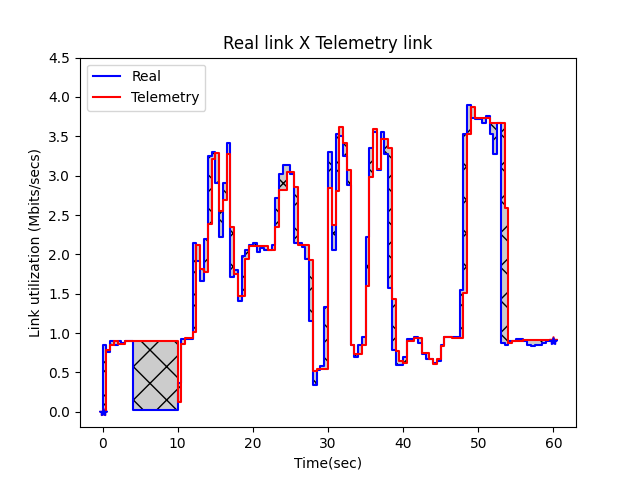 Real link X Telemetry link
Real
Telemetry
Link utilization (Mbits/secs)
4.5
4.0
3.5
3.0
2.5
2.0
1.5
1.0
0.5
0.0
0 10 20 30 40 50 60
Time(sec)